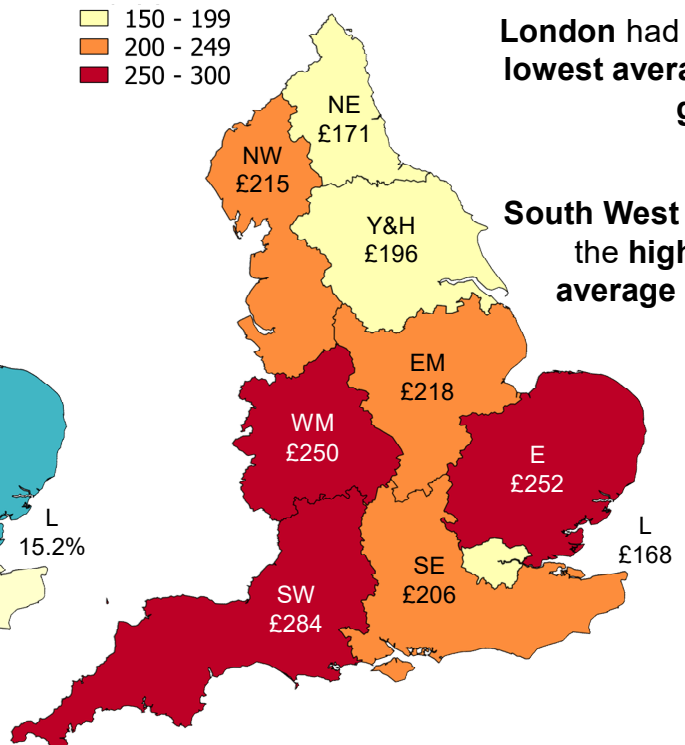 150 - 199
200 - 249
250 - 300
London had
lowest avera
g
South West
the high
average
NE
£171
NW
£215
Y&H
£196
EM
£218
WM
£250
E
£252
L
15.2%
L
£168
SE
£206
SW
£284